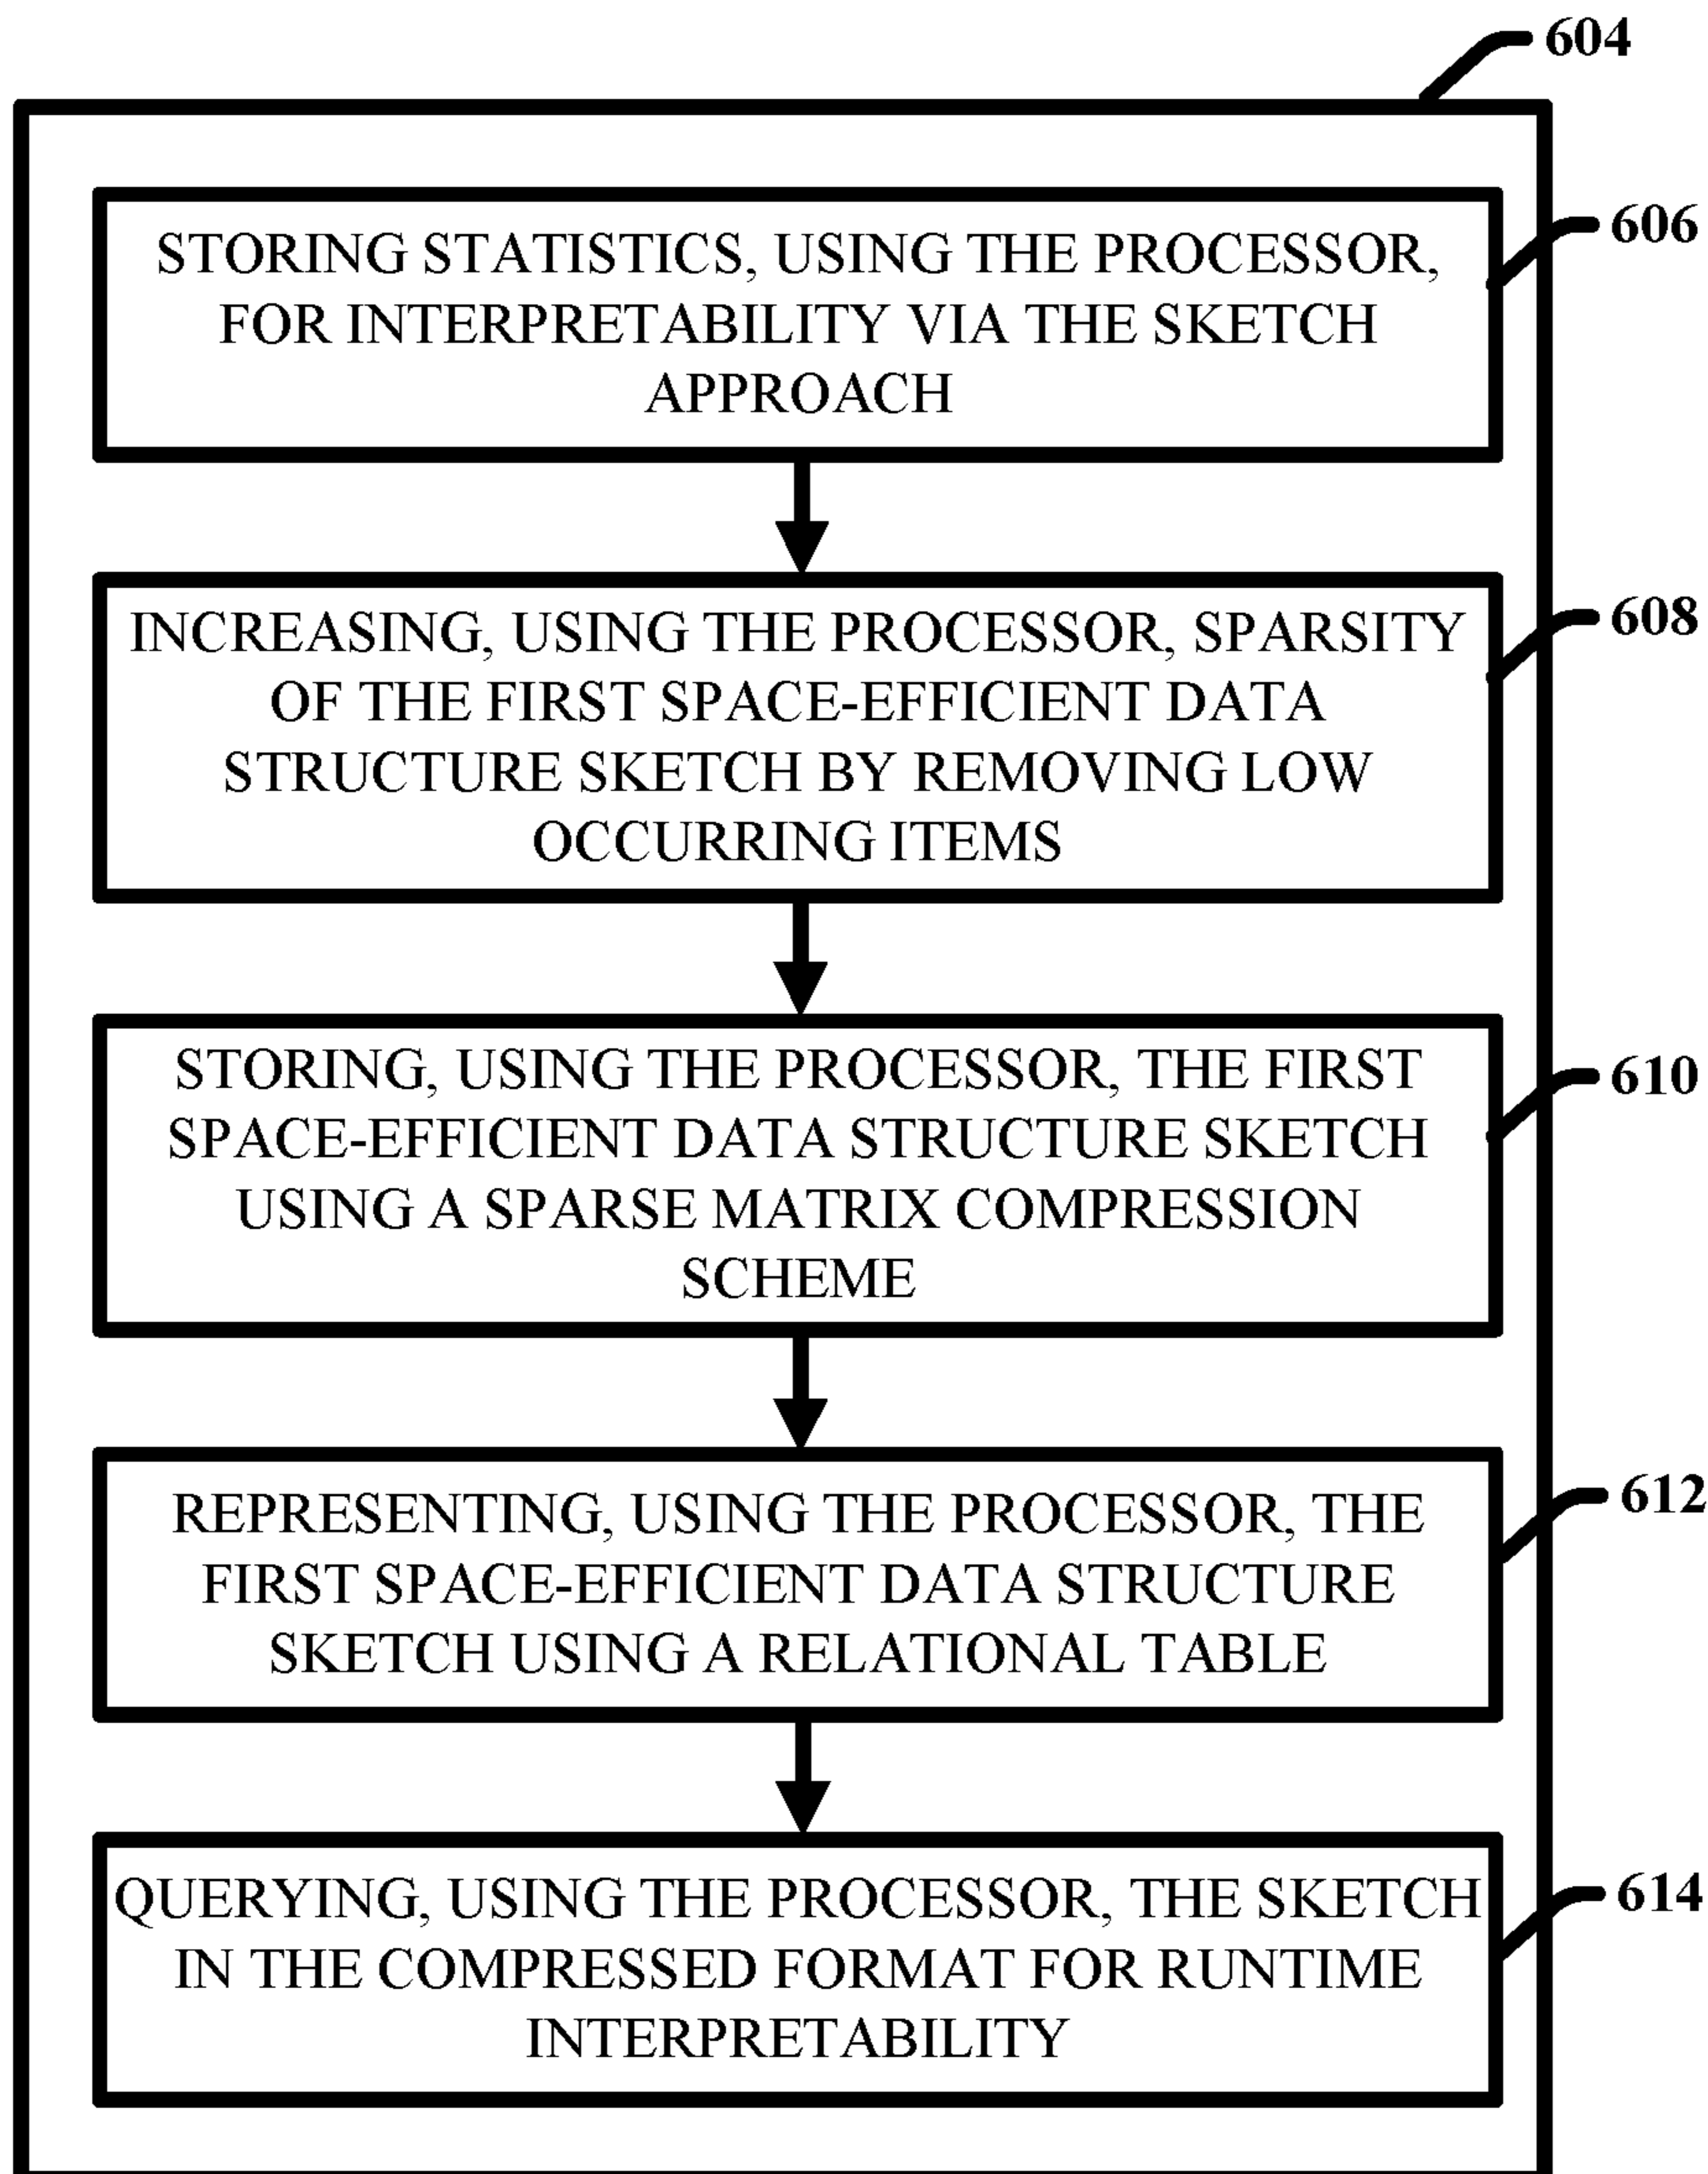 604
606
STORING STATISTICS, USING THE PROCESSOR,
FOR INTERPRETABILITY VIA THE SKETCH
APPROACH
608
INCREASING, USING THE PROCESSOR, SPARSITY
OF THE FIRST SPACE-EFFICIENT DATA
STRUCTURE SKETCH BY REMOVING LOW
OCCURRING ITEMS
610
STORING, USING THE PROCESSOR, THE FIRST
SPACE-EFFICIENT DATA STRUCTURE SKETCH
USING A SPARSE MATRIX COMPRESSION
SCHEME
612
REPRESENTING, USING THE PROCESSOR, THE
FIRST SPACE-EFFICIENT DATA STRUCTURE
SKETCH USING A RELATIONAL TABLE
614
QUERYING, USING THE PROCESSOR, THE SKETCH
IN THE COMPRESSED FORMAT FOR RUNTIME
INTERPRETABILITY